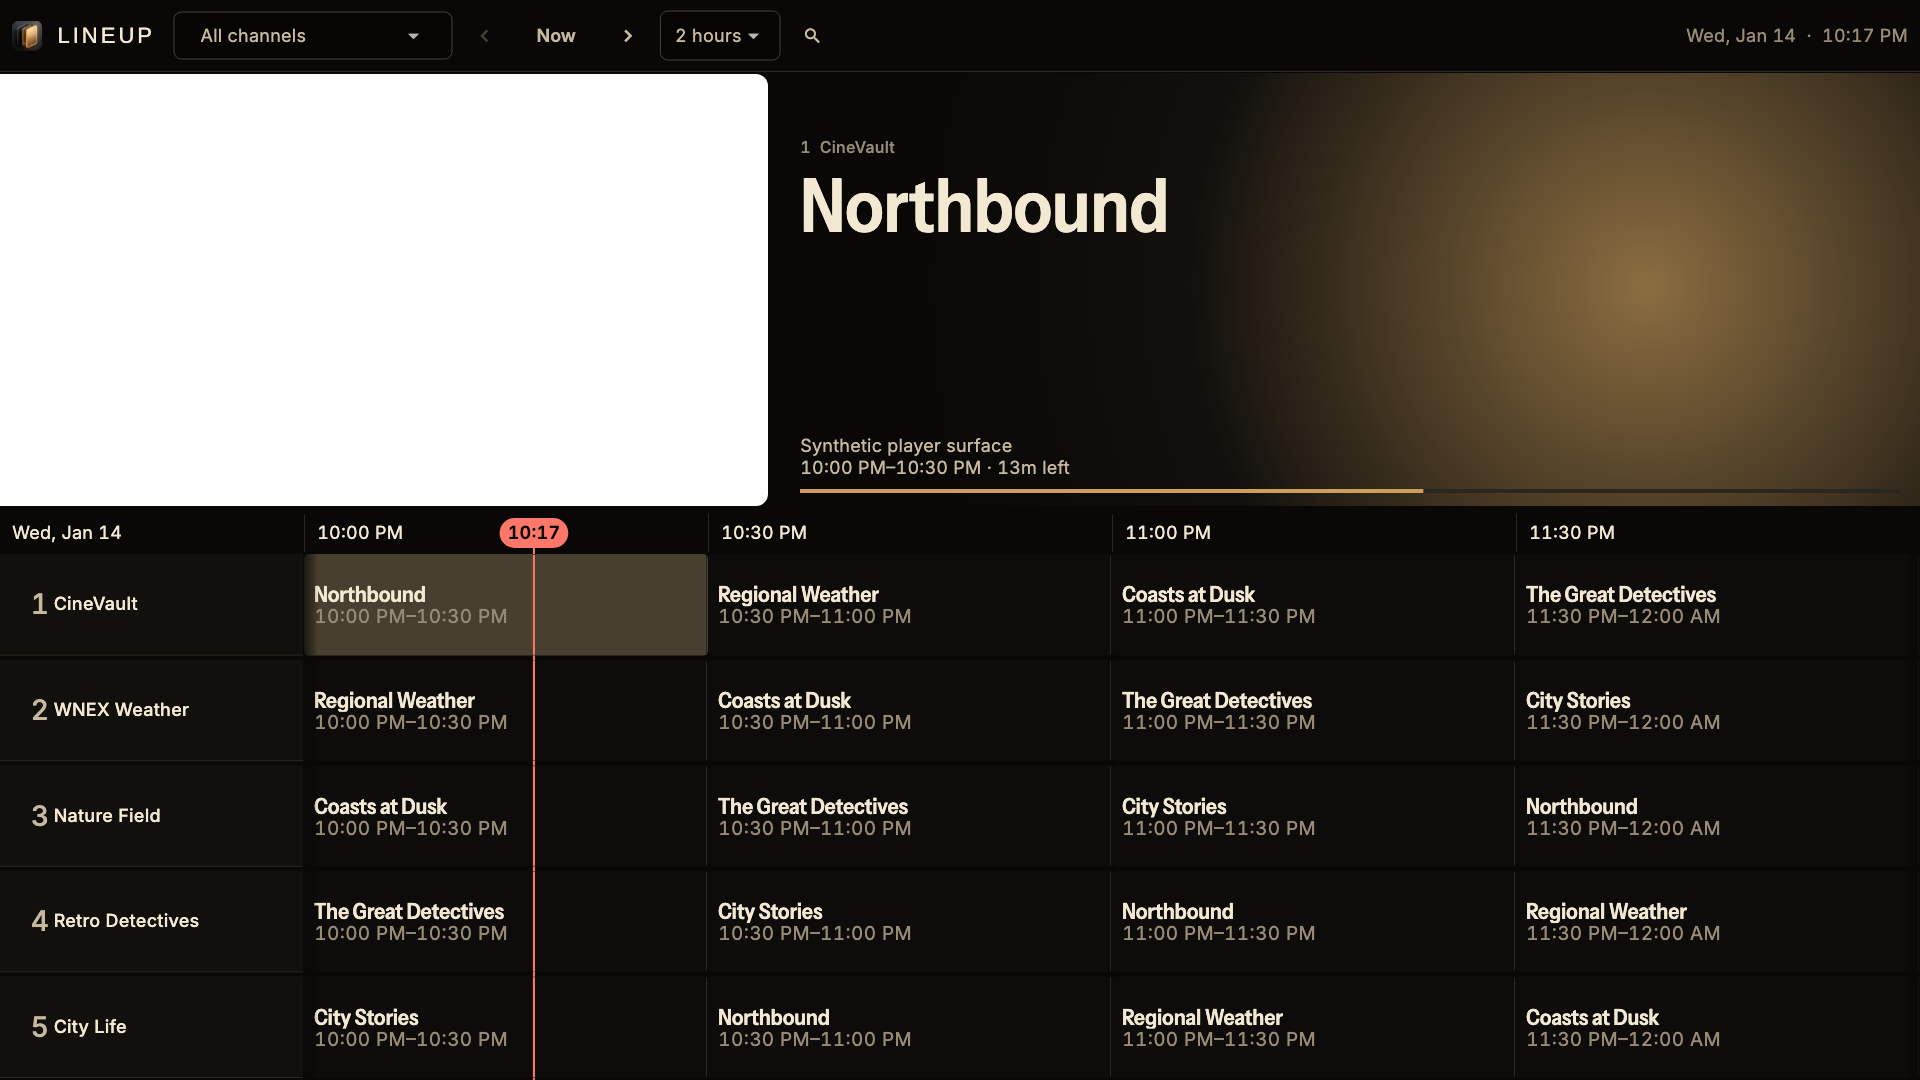 LINEUP
All channels
Now
2 hours
Wed, Jan 14 · 10:17 PM
1 CineVault
Northbound
Synthetic player surface
10:00 PM–10:30 PM · 13m left
Wed, Jan 14
10:00 PM
10:17
10:30 PM
11:00 PM
11:30 PM
1 CineVault
Northbound
10:00 PM–10:30 PM
Regional Weather
10:30 PM–11:00 PM
Coasts at Dusk
11:00 PM–11:30 PM
The Great Detectives
11:30 PM–12:00 AM
2 WNEX Weather
Regional Weather
10:00 PM–10:30 PM
Coasts at Dusk
10:30 PM–11:00 PM
The Great Detectives
11:00 PM–11:30 PM
City Stories
11:30 PM–12:00 AM
3 Nature Field
Coasts at Dusk
10:00 PM–10:30 PM
The Great Detectives
10:30 PM–11:00 PM
City Stories
11:00 PM–11:30 PM
Northbound
11:30 PM–12:00 AM
4 Retro Detectives
The Great Detectives
10:00 PM–10:30 PM
City Stories
10:30 PM–11:00 PM
Northbound
11:00 PM–11:30 PM
Regional Weather
11:30 PM–12:00 AM
5 City Life
City Stories
10:00 PM–10:30 PM
Northbound
10:30 PM–11:00 PM
Regional Weather
11:00 PM–11:30 PM
Coasts at Dusk
11:30 PM–12:00 AM